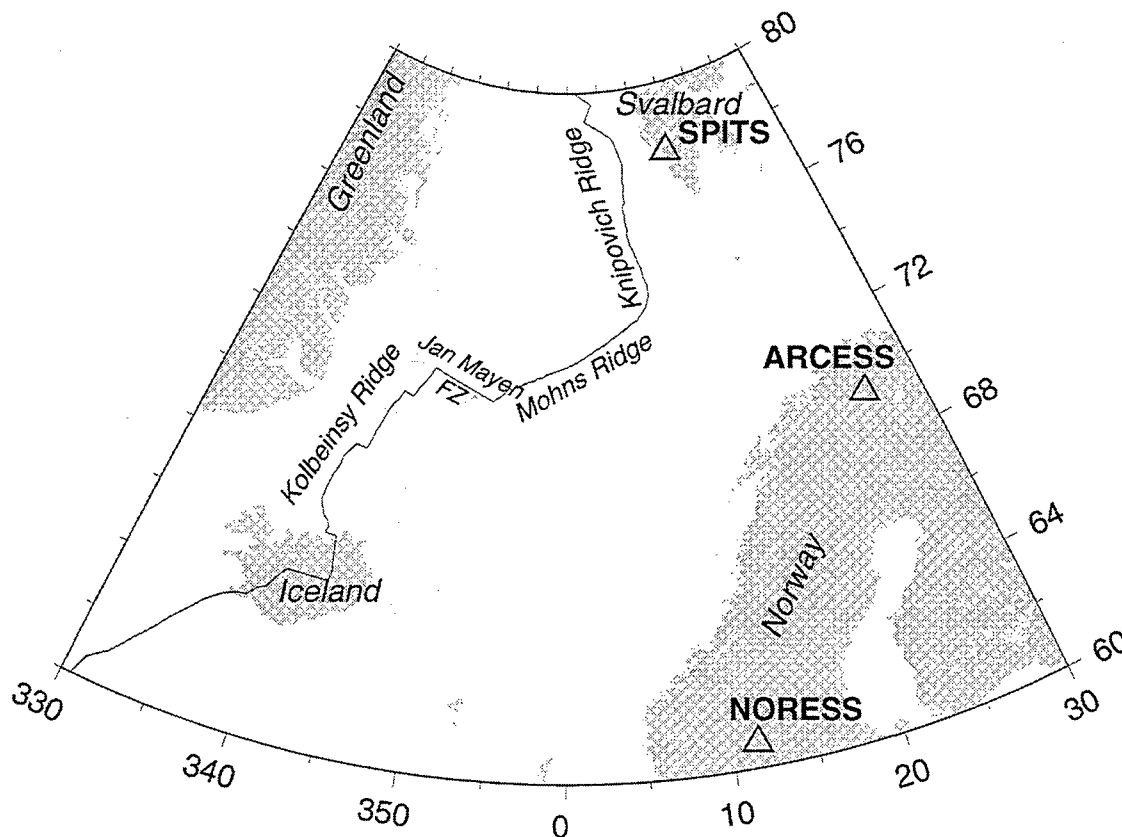 80
Greenland
Svalbard
SPITS
76
Knipovich Ridge
72
ARCESS
Jan Mayen
FZ
Mohns Ridge
68
Kolbeinsy Ridge
64
Norway
Iceland
60
330
30
NORESS
340
20
350
10
0